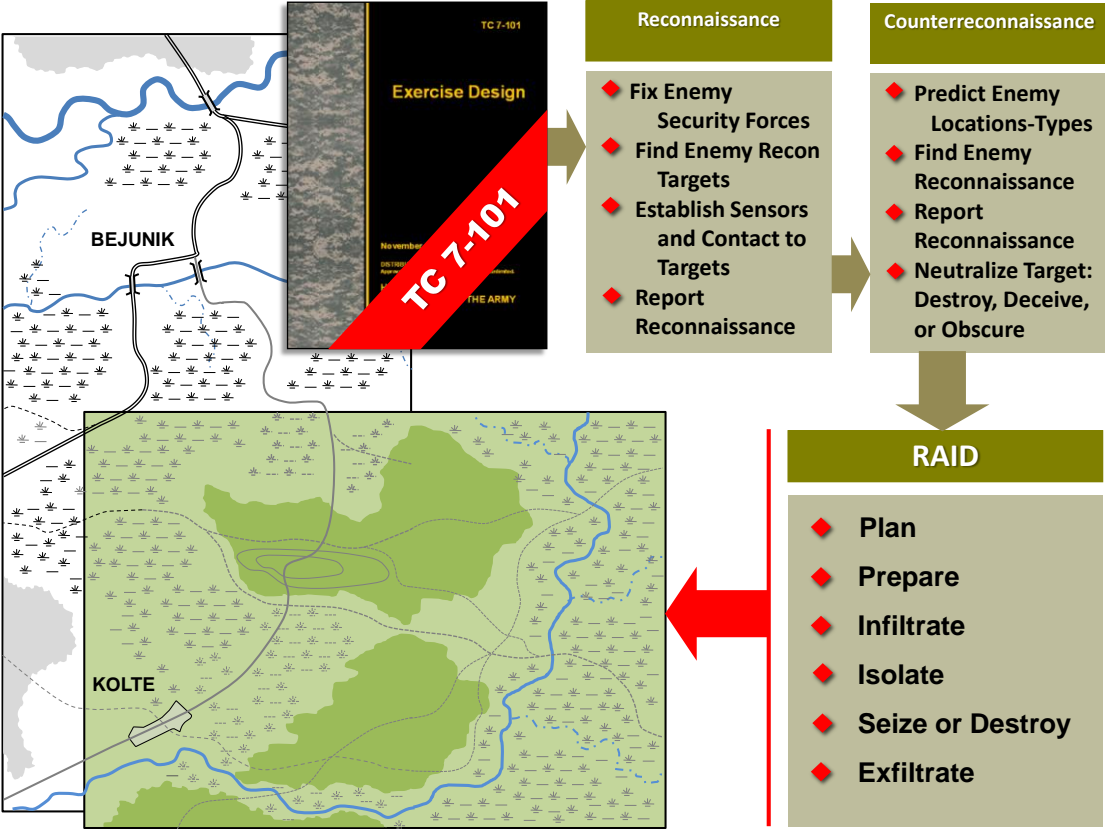 TC 7-101
Exercise Design
TC 7-101
November
THE ARMY
BEJUNIK
KOLTE
Reconnaissance
Fix Enemy
Security Forces
Find Enemy Recon
Targets
Establish Sensors
and Contact to
Targets
Report
Reconnaissance
Counterreconnaissance
Predict Enemy
Locations-Types
Find Enemy
Reconnaissance
Report
Reconnaissance
Neutralize Target:
Destroy, Deceive,
or Obscure
RAID
Plan
Prepare
Infiltrate
Isolate
Seize or Destroy
Exfiltrate